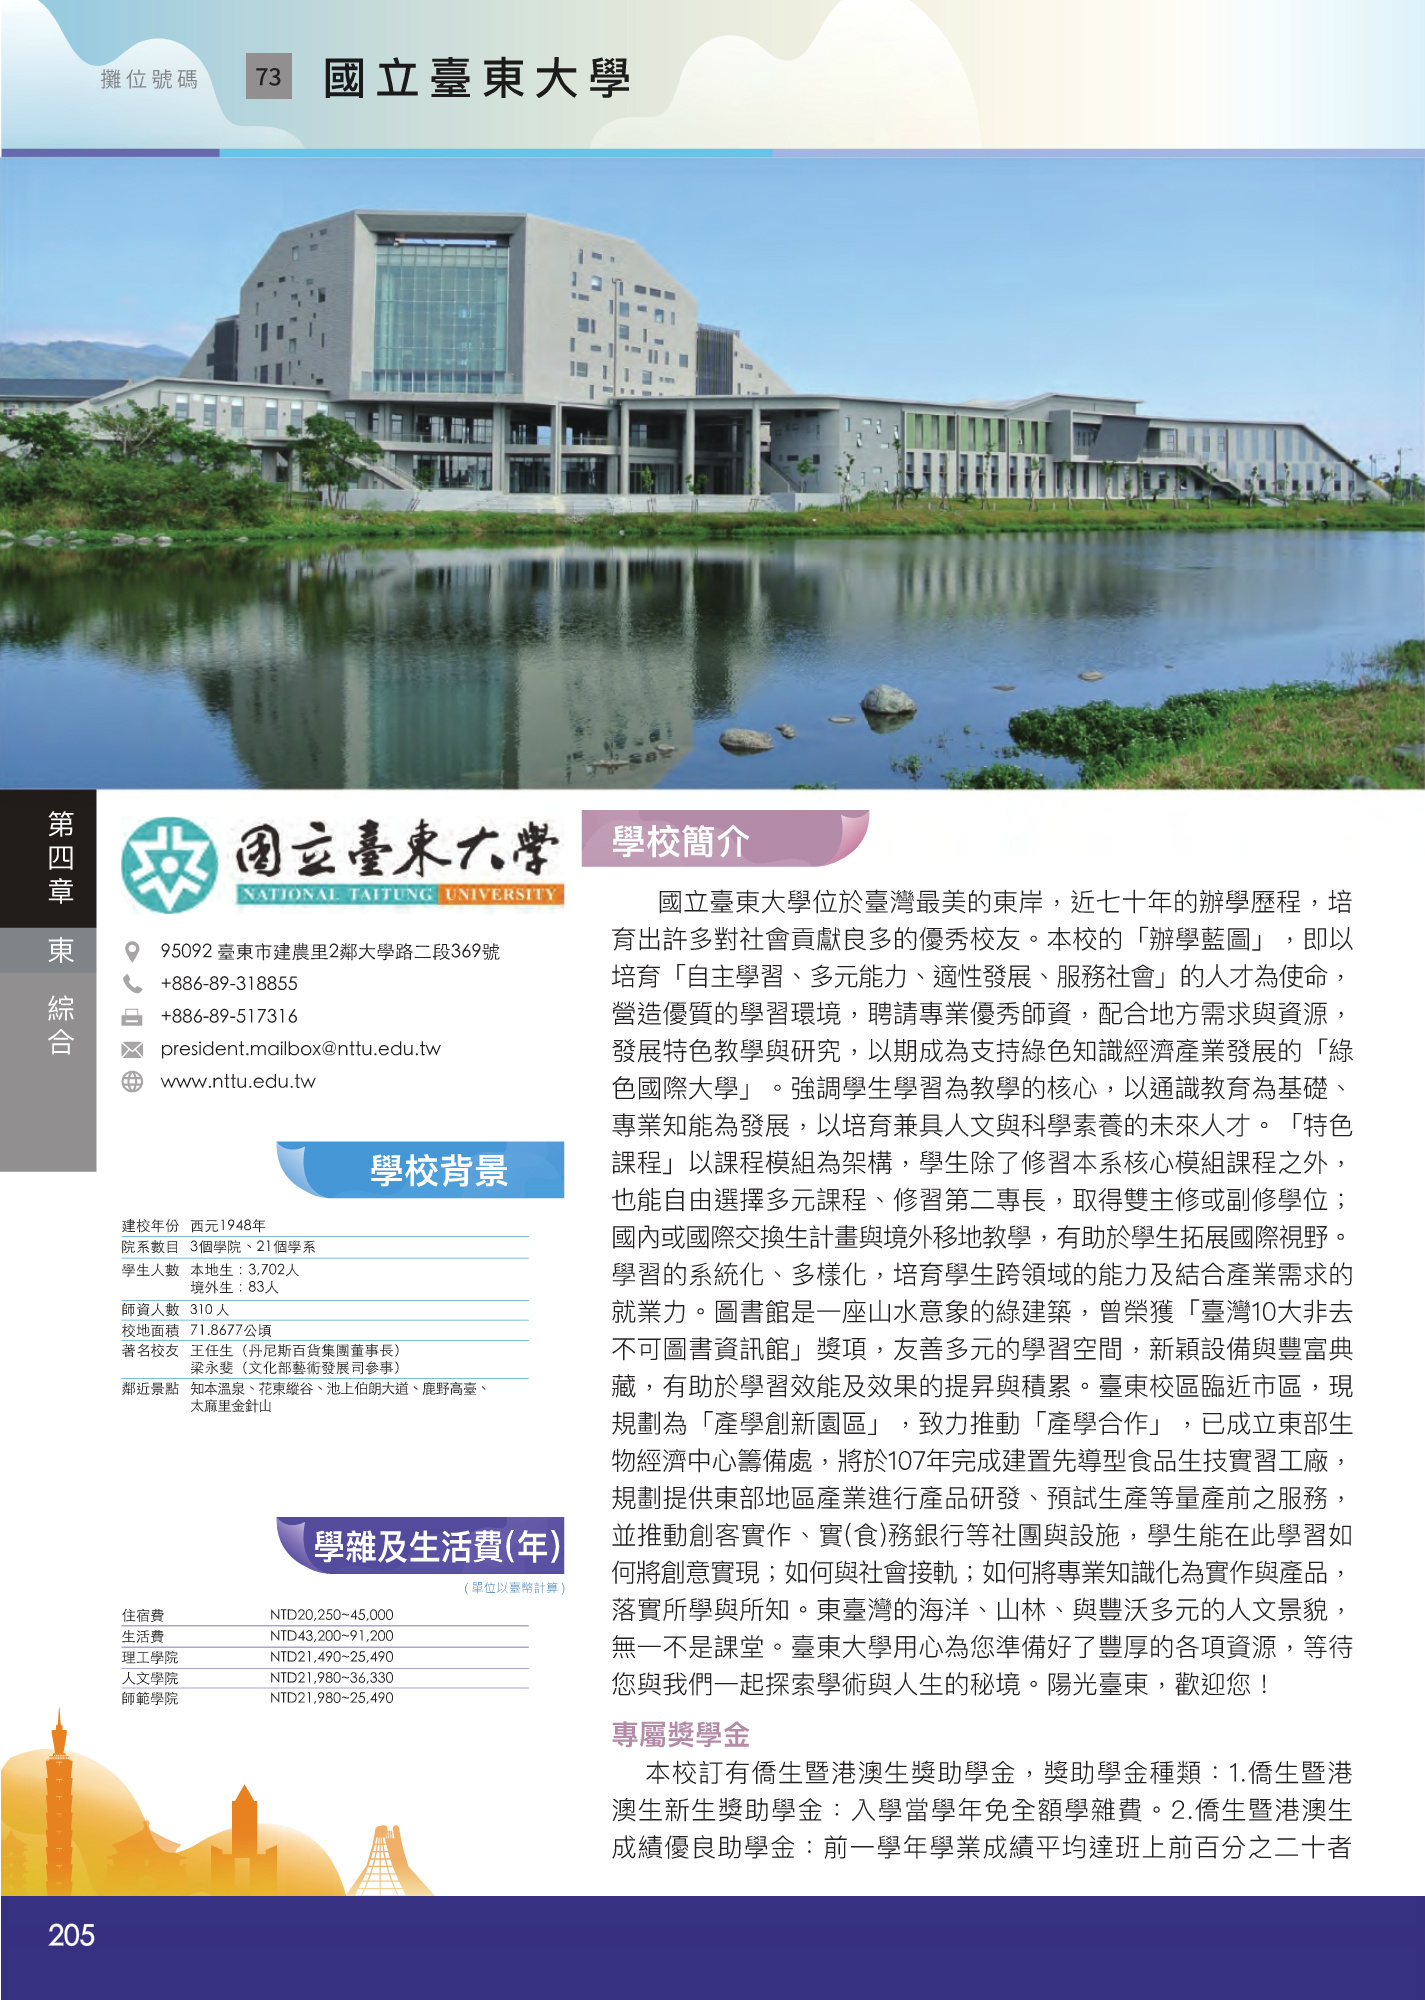 攤位號碼 73 國立臺東大學
第四章
東
綜合
國立臺東大學
NATIONAL TAITUNG UNIVERSITY
95092 臺東市建農里2鄰大學路二段369號
+886-89-318855
+886-89-517316
president.mailbox@nttu.edu.tw
www.nttu.edu.tw
學校背景
建校年份 西元1948年
院系數目 3個學院、21個學系
學生人數 本地生：3,702人
境外生：83人
師資人數 310 人
校地面積 71.8677公頃
著名校友 王任生（丹尼斯百貨集團董事長）
梁永斐（文化部藝術發展司參事）
鄰近景點 知本溫泉、花東縱谷、池上伯朗大道、鹿野高臺、
太麻里金針山
學雜及生活費(年)
( 單位以臺幣計算 )
住宿費 NTD20,250~45,000
生活費 NTD43,200~91,200
理工學院 NTD21,490~25,490
人文學院 NTD21,980~36,330
師範學院 NTD21,980~25,490
學校簡介
國立臺東大學位於臺灣最美的東岸，近七十年的辦學歷程，培
育出許多對社會貢獻良多的優秀校友。本校的「辦學藍圖」，即以
培育「自主學習、多元能力、適性發展、服務社會」的人才為使命，
營造優質的學習環境，聘請專業優秀師資，配合地方需求與資源，
發展特色教學與研究，以期成為支持綠色知識經濟產業發展的「綠
色國際大學」。強調學生學習為教學的核心，以通識教育為基礎、
專業知能為發展，以培育兼具人文與科學素養的未來人才。「特色
課程」以課程模組為架構，學生除了修習本系核心模組課程之外，
也能自由選擇多元課程、修習第二專長，取得雙主修或副修學位；
國內或國際交換生計畫與境外移地教學，有助於學生拓展國際視野。
學習的系統化、多樣化，培育學生跨領域的能力及結合產業需求的
就業力。圖書館是一座山水意象的綠建築，曾榮獲「臺灣10大非去
不可圖書資訊館」獎項，友善多元的學習空間，新穎設備與豐富典
藏，有助於學習效能及效果的提昇與積累。臺東校區臨近市區，現
規劃為「產學創新園區」，致力推動「產學合作」，已成立東部生
物經濟中心籌備處，將於107年完成建置先導型食品生技實習工廠，
規劃提供東部地區產業進行產品研發、預試生產等量產前之服務，
並推動創客實作、實(食)務銀行等社團與設施，學生能在此學習如
何將創意實現；如何與社會接軌；如何將專業知識化為實作與產品，
落實所學與所知。東臺灣的海洋、山林、與豐沃多元的人文景貌，
無一不是課堂。臺東大學用心為您準備好了豐厚的各項資源，等待
您與我們一起探索學術與人生的秘境。陽光臺東，歡迎您！
專屬獎學金
本校訂有僑生暨港澳生獎助學金，獎助學金種類：1.僑生暨港
澳生新生獎助學金：入學當學年免全額學雜費。2.僑生暨港澳生
成績優良助學金：前一學年學業成績平均達班上前百分之二十者
205